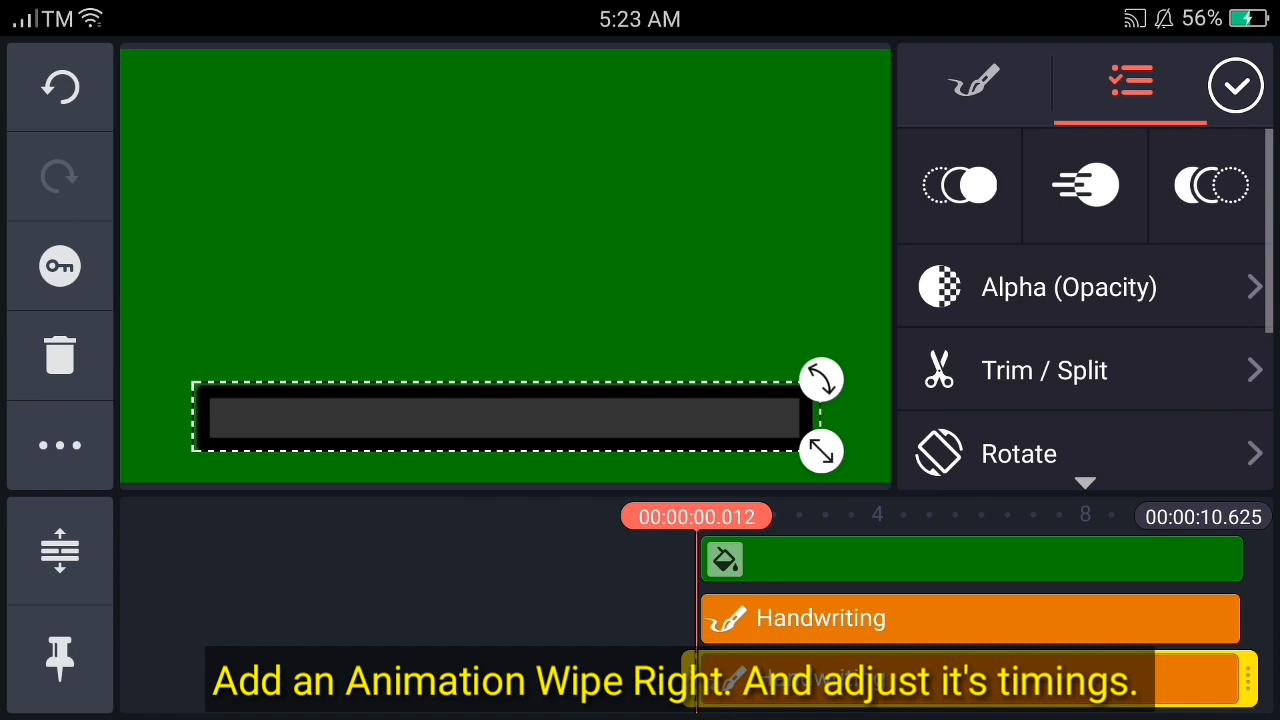 TM 5:23 AM 56%
Alpha (Opacity)
Trim / Split
Rotate
00:00:00.012 4 8 00:00:10.625
Handwriting
Add an Animation Wipe Right. And adjust it's timings.